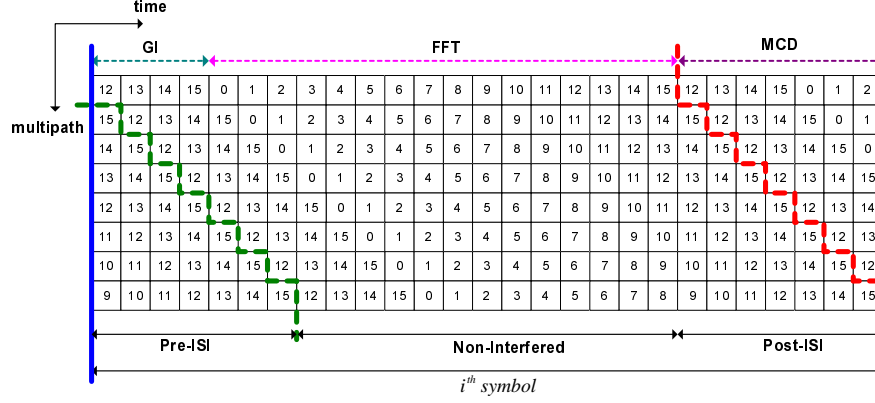 time
GI FFT MCD
12 13 14 15 0 1 2 3 4 5 6 7 8 9 10 11 12 13 14 15 12 13 14 15 0 1 2
multipath
15 12 13 14 15 0 1 2 3 4 5 6 7 8 9 10 11 12 13 14 15 12 13 14 15 0 1
14 15 12 13 14 15 0 1 2 3 4 5 6 7 8 9 10 11 12 13 14 15 12 13 14 15 0
13 14 15 12 13 14 15 0 1 2 3 4 5 6 7 8 9 10 11 12 13 14 15 12 13 14 15
12 13 14 15 12 13 14 15 0 1 2 3 4 5 6 7 8 9 10 11 12 13 14 15 12 13 14
11 12 13 14 15 12 13 14 15 0 1 2 3 4 5 6 7 8 9 10 11 12 13 14 15 12 13
10 11 12 13 14 15 12 13 14 15 0 1 2 3 4 5 6 7 8 9 10 11 12 13 14 15 12
9 10 11 12 13 14 15 12 13 14 15 0 1 2 3 4 5 6 7 8 9 10 11 12 13 14 15
Pre-ISI Non-Interfered Post-ISI
i th symbol